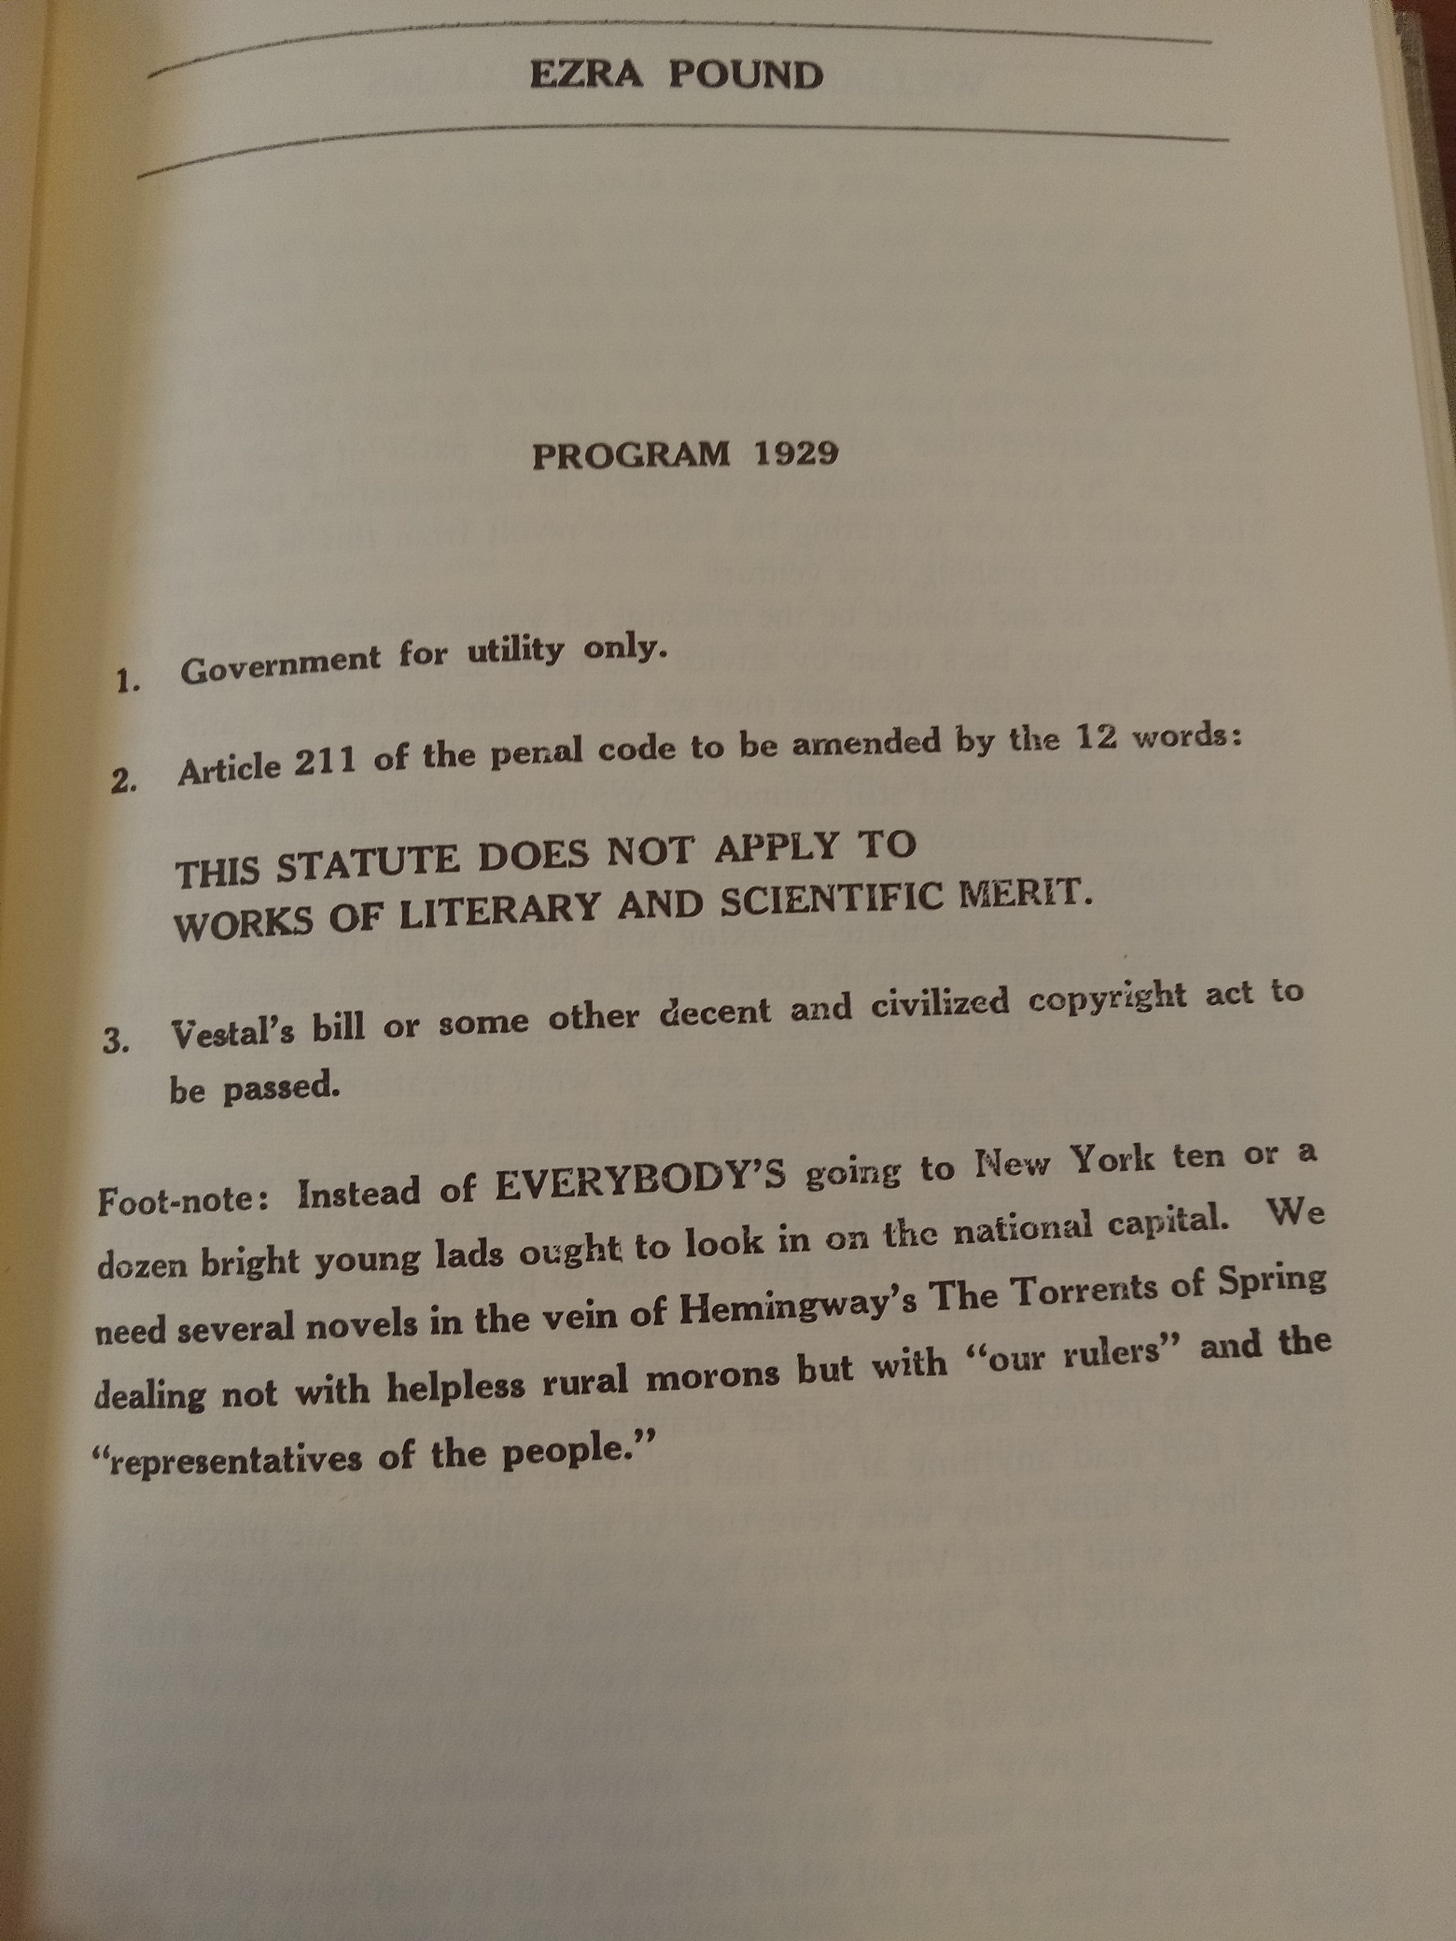 EZRA POUND
PROGRAM 1929
1. Government for utility only.
2. Article 211 of the penal code to be amended by the 12 words:
THIS STATUTE DOES NOT APPLY TO
WORKS OF LITERARY AND SCIENTIFIC MERIT.
3. Vestal’s bill or some other decent and civilized copyright act to
be passed.
Foot-note: Instead of EVERYBODY’S going to New York ten or a
dozen bright young lads ought to look in on the national capital. We
need several novels in the vein of Hemingway’s The Torrents of Spring
dealing not with helpless rural morons but with “our rulers” and the
“representatives of the people.”